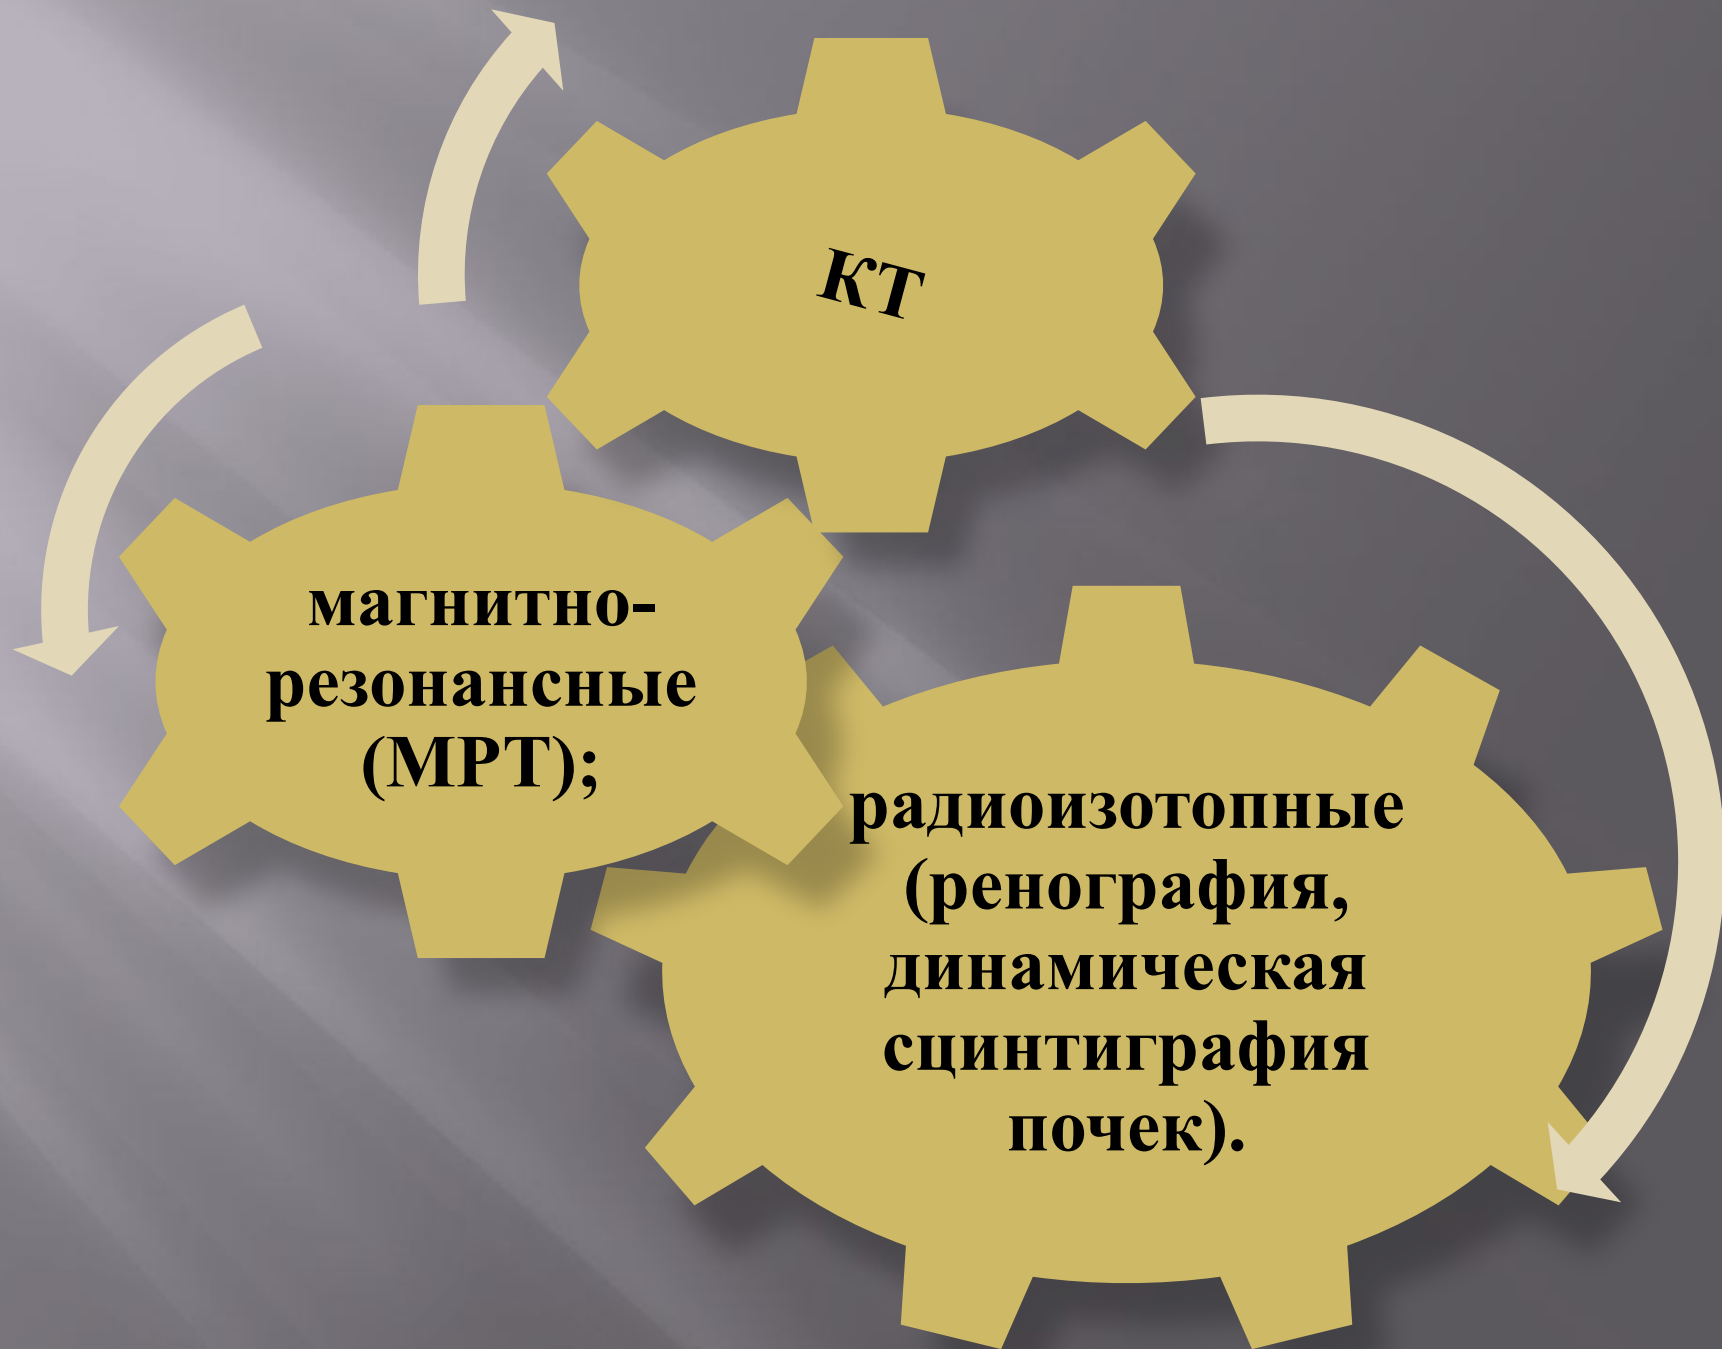 КТ
магнитно-
резонансные
(МРТ);
радиоизотопные
(ренография,
динамическая
сцинтиграфия
почек).